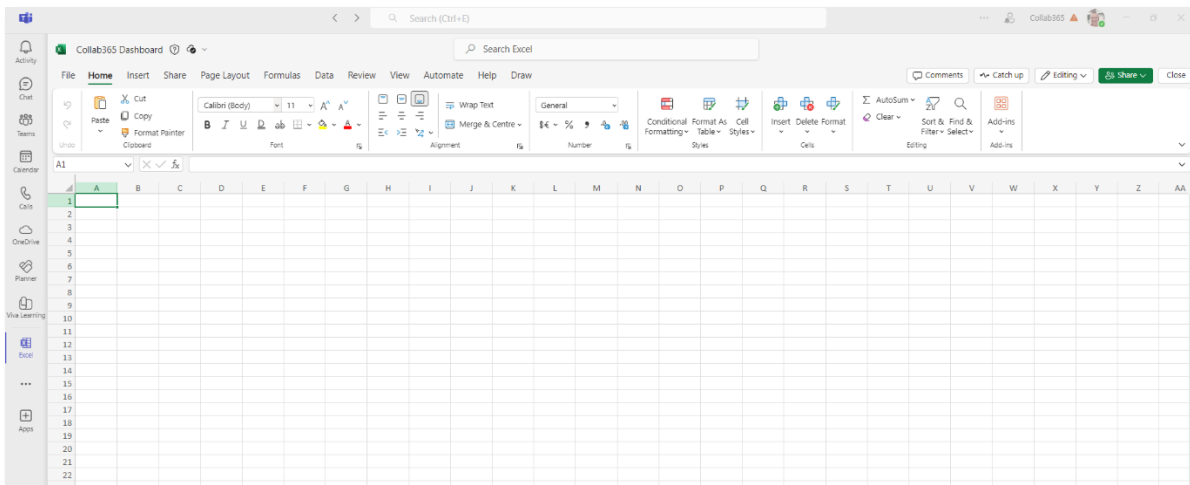 Search (Ctrl+E)
Collab365
Activity
Chat
Teams
Calendar
Calls
OneDrive
Planner
Viva Learning
Excel
Apps
Collab365 Dashboard
Search Excel
File Home Insert Share Page Layout Formulas Data Review View Automate Help Draw
Comments Catch up Editing Share Close
Paste
Cut
Copy
Format Painter
Calibri (Body) 11 A^ A˅
B I U D ab A
Wrap Text
Merge & Centre
General
$€ % 9
Conditional Formatting
Format As Table
Cell Styles
Insert Delete Format
AutoSum
Clear
Sort & Filter
Find & Select
Add-ins
Undo Clipboard Font Alignment Number Styles Cells Editing Add-ins
A1 fx
A B C D E F G H I J K L M N O P Q R S T U V W X Y Z AA
1
2
3
4
5
6
7
8
9
10
11
12
13
14
15
16
17
18
19
20
21
22